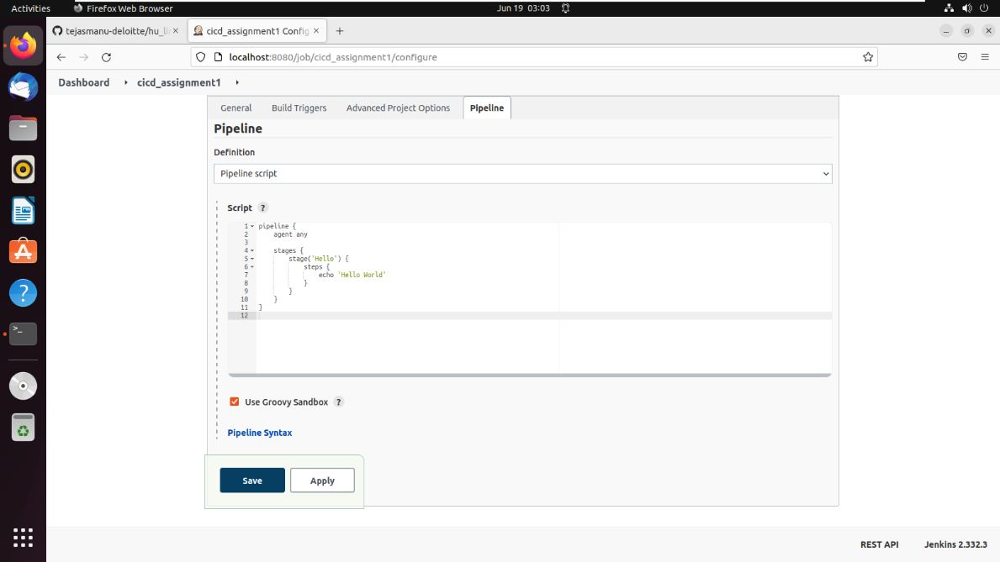 Activities Firefox Web Browser Jun 19 03:03
tejasmanu-deloitte/hu_li cicd_assignment1 Config
localhost:8080/job/cicd_assignment1/configure
Dashboard cicd_assignment1
General Build Triggers Advanced Project Options Pipeline
Pipeline
Definition
Pipeline script
Script ?
1 pipeline {
2 agent any
3
4 stages {
5 stage('Hello') {
6 steps {
7 echo 'Hello World'
8 }
9 }
10 }
11 }
12
Use Groovy Sandbox ?
Pipeline Syntax
Save Apply
REST API Jenkins 2.332.3